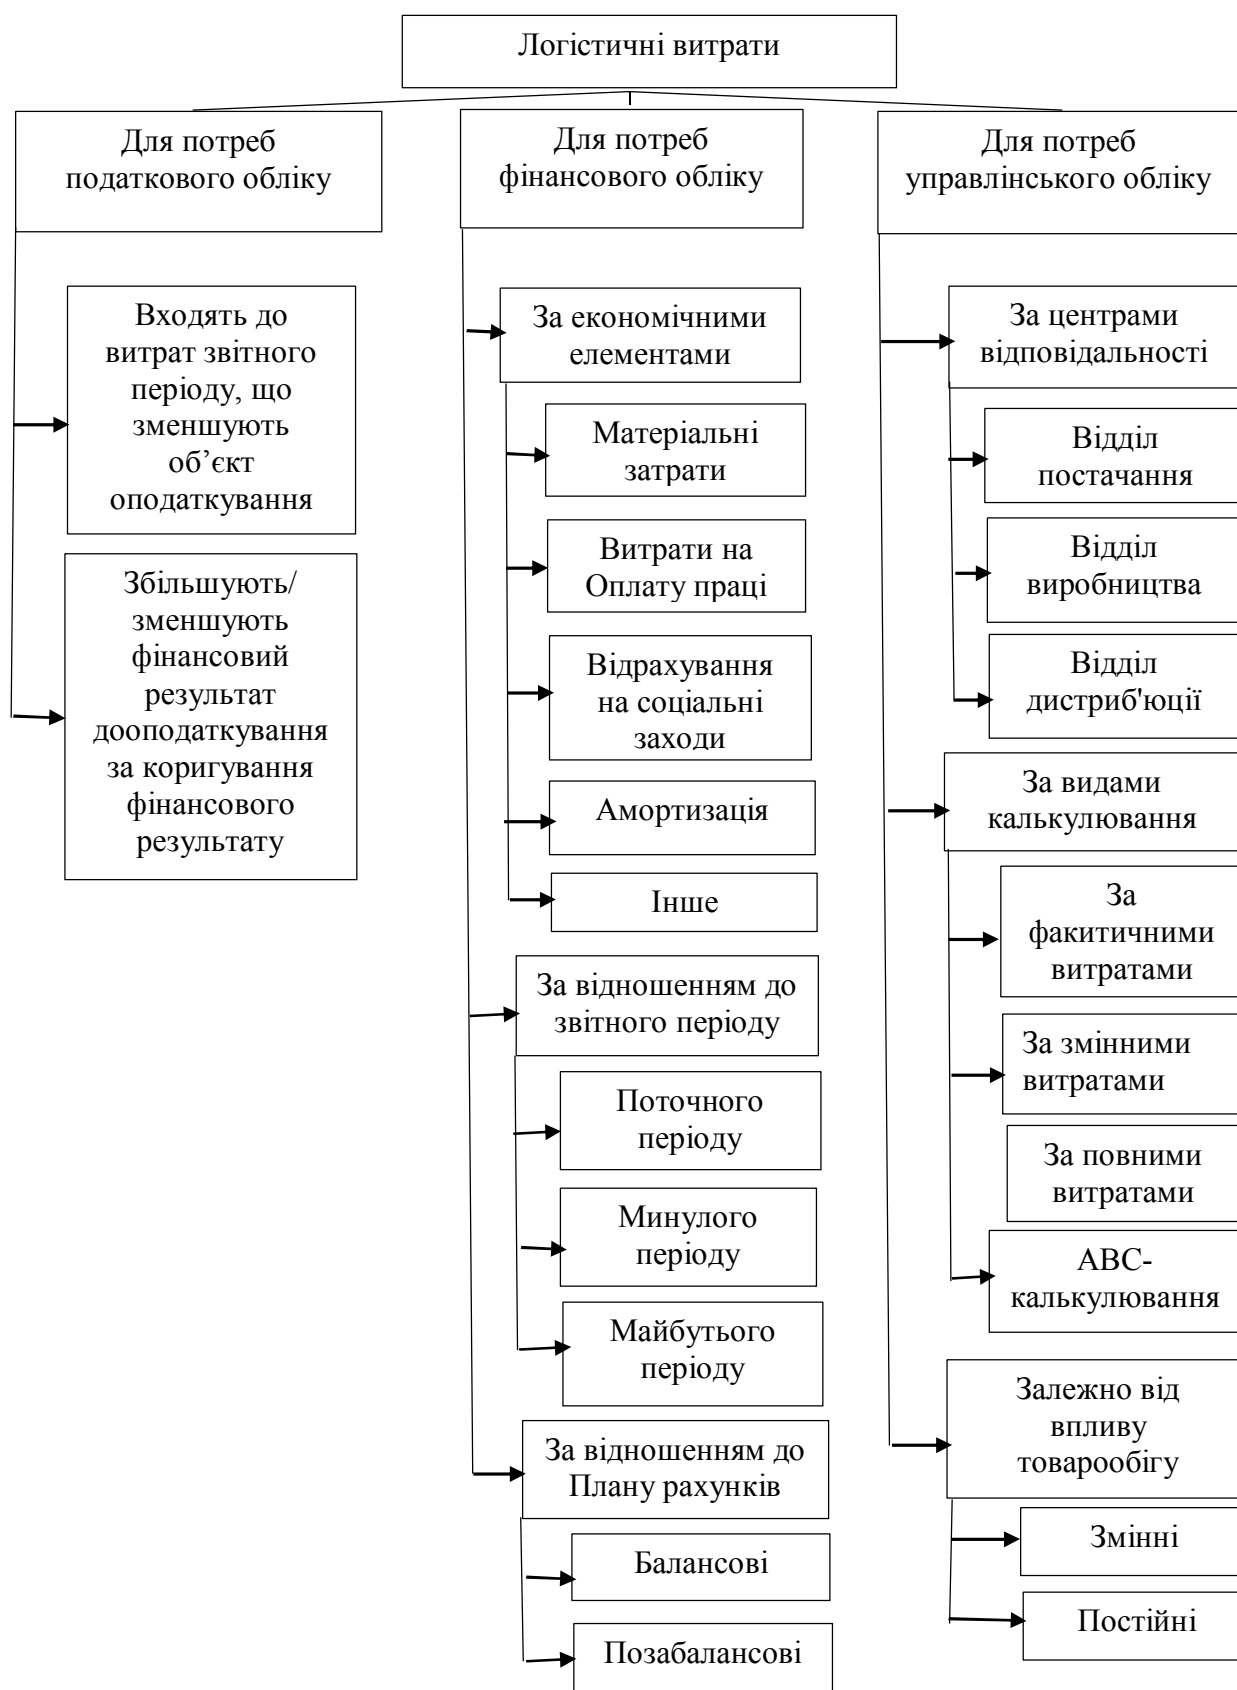 Логістичні витрати
Для потреб
податкового обліку
Входять до
витрат звітного
періоду, що
зменшують
об’єкт
оподаткування
Збільшують/
зменшують
фінансовий
результат
дооподаткування
за коригування
фінансового
результату
Для потреб
фінансового обліку
За економічними
елементами
Матеріальні
затрати
Витрати на
Оплату праці
Відрахування
на соціальні
заходи
Амортизація
Інше
За відношенням до
звітного періоду
Поточного
періоду
Минулого
періоду
Майбутього
періоду
За відношенням до
Плану рахунків
Балансові
Позабалансові
Для потреб
управлінського обліку
За центрами
відповідальності
Відділ
постачання
Відділ
виробництва
Відділ
дистриб'юції
За видами
калькулювання
За
факитичними
витратами
За змінними
витратами
За повними
витратами
АВС-
калькулювання
Залежно від
впливу
товарообігу
Змінні
Постійні